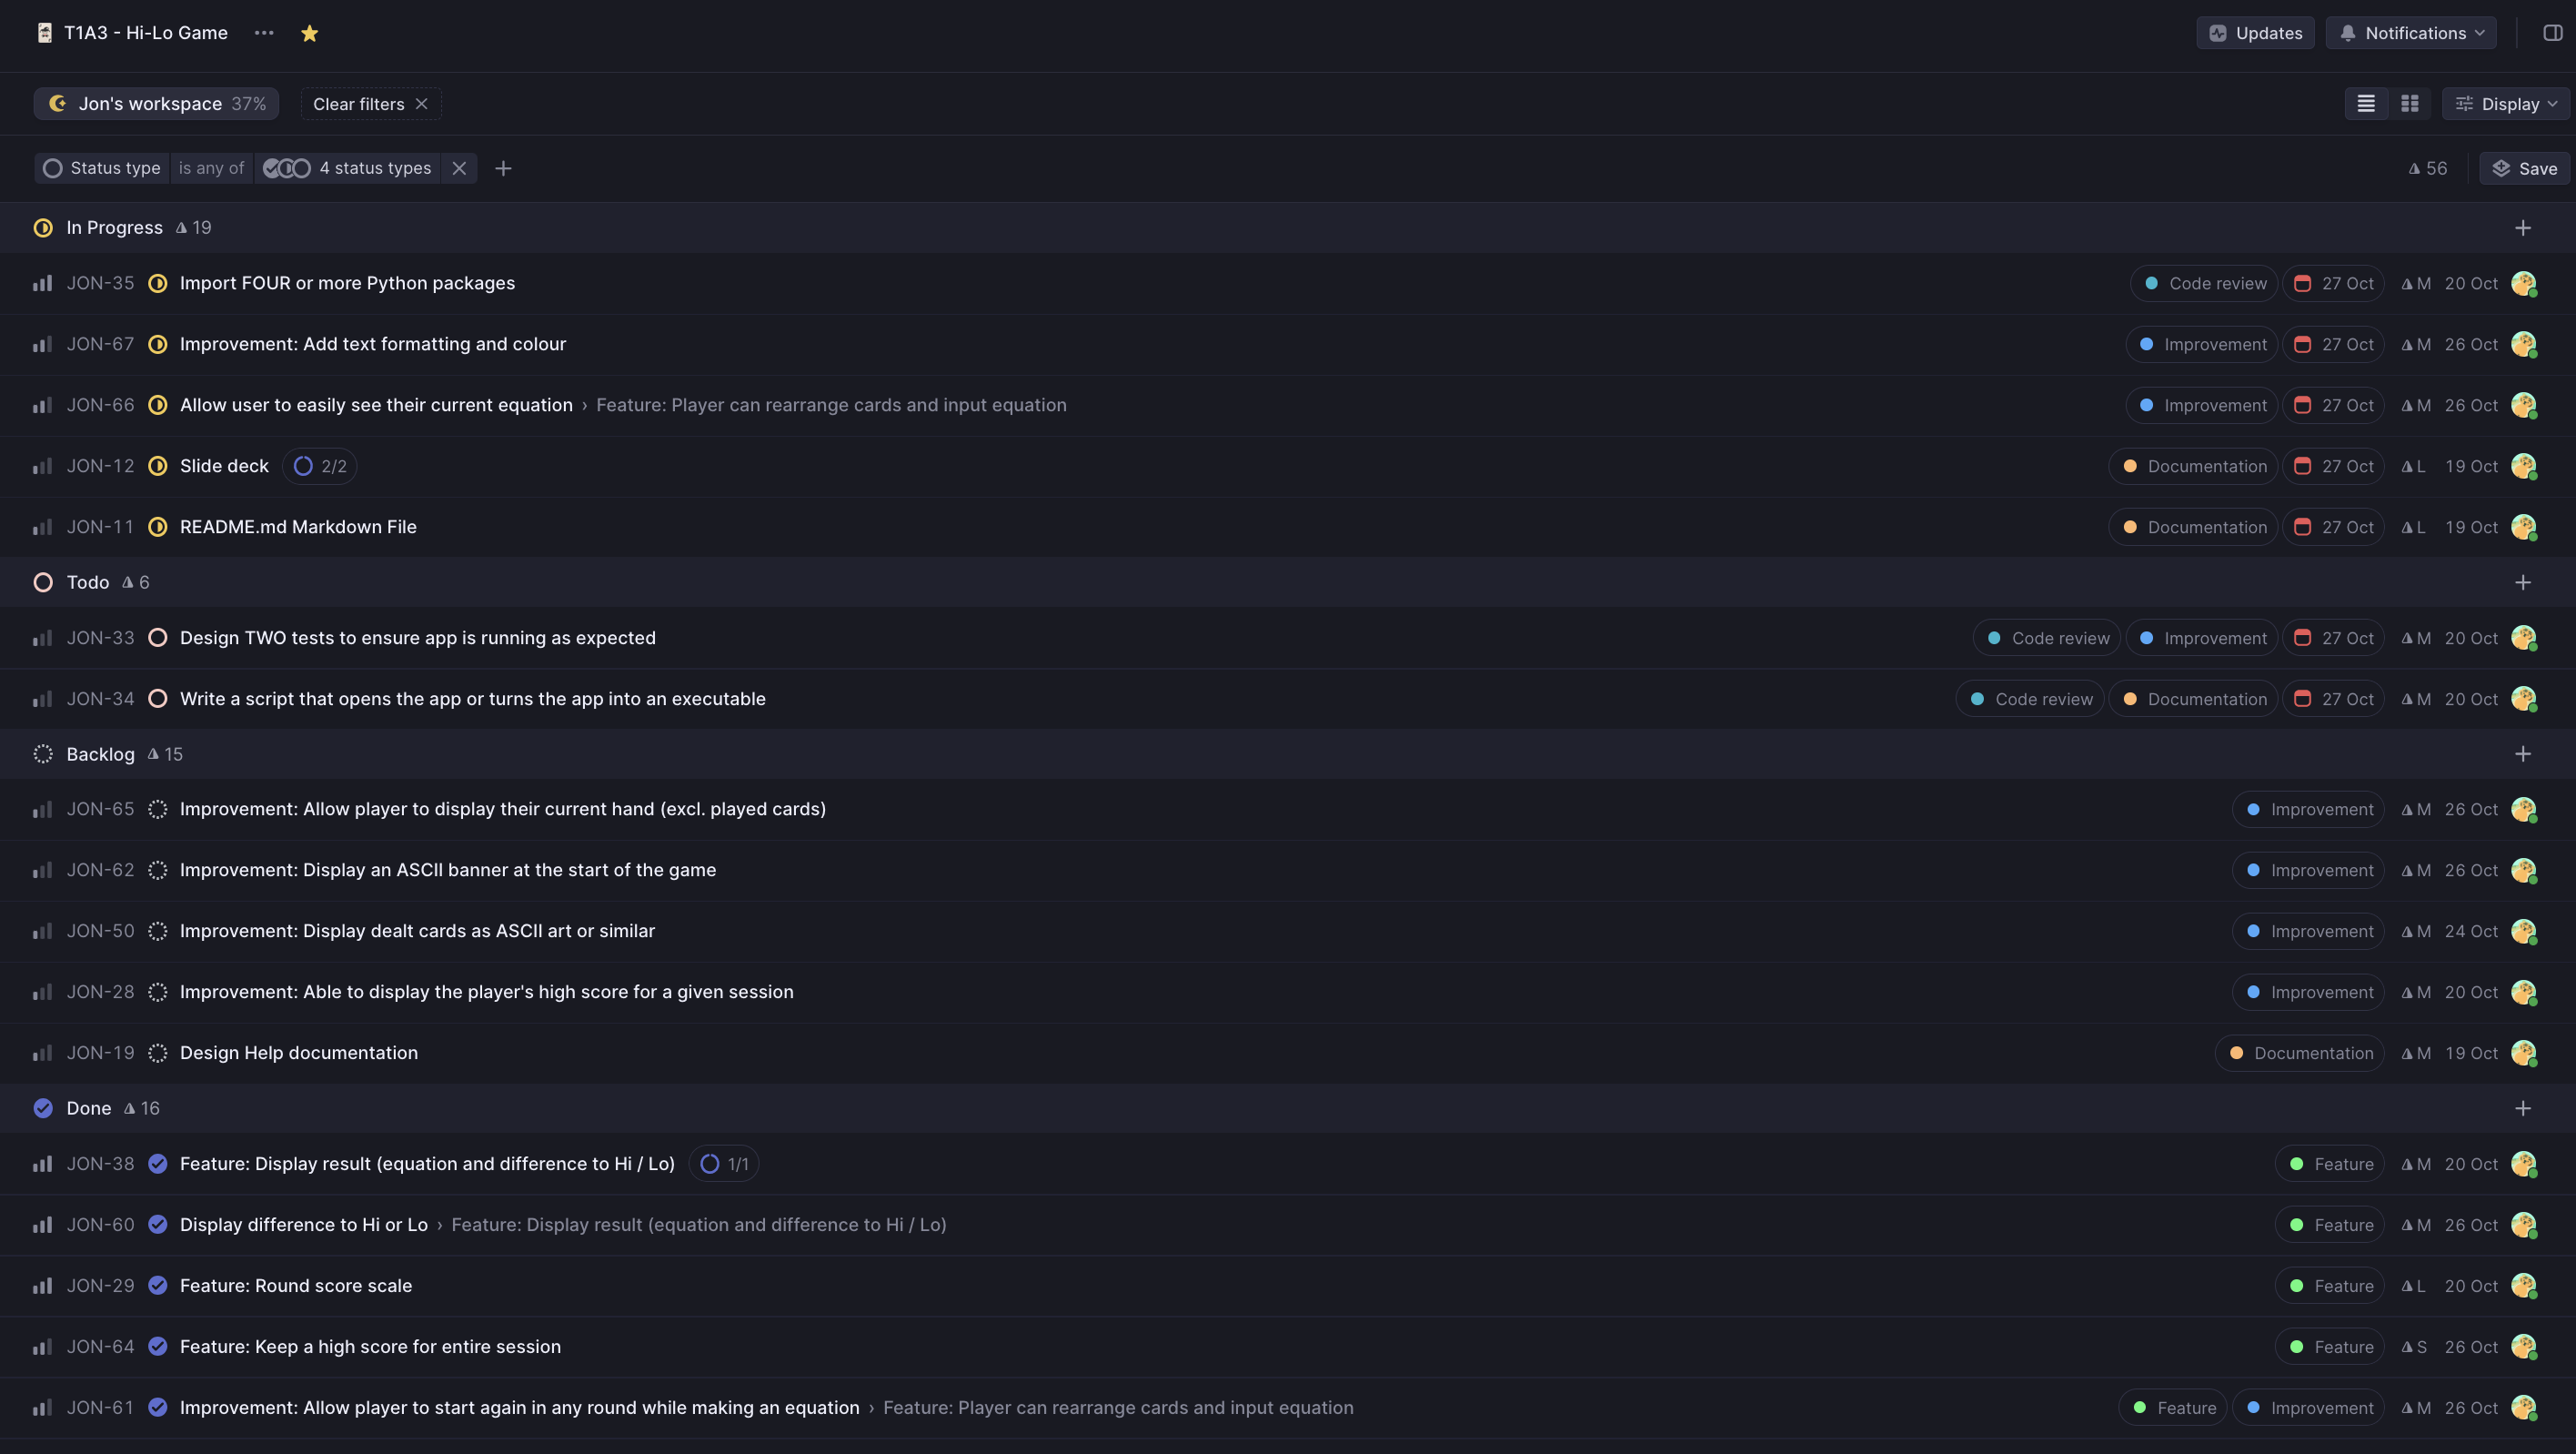 T1A3 - Hi-Lo Game ... Updates Notifications
Jon's workspace 37% Clear filters Display
Status type is any of 4 status types 56 Save
In Progress 19
JON-35 Import FOUR or more Python packages Code review 27 Oct M 20 Oct
JON-67 Improvement: Add text formatting and colour Improvement 27 Oct M 26 Oct
JON-66 Allow user to easily see their current equation › Feature: Player can rearrange cards and input equation Improvement 27 Oct M 26 Oct
JON-12 Slide deck 2/2 Documentation 27 Oct L 19 Oct
JON-11 README.md Markdown File Documentation 27 Oct L 19 Oct
Todo 6
JON-33 Design TWO tests to ensure app is running as expected Code review Improvement 27 Oct M 20 Oct
JON-34 Write a script that opens the app or turns the app into an executable Code review Documentation 27 Oct M 20 Oct
Backlog 15
JON-65 Improvement: Allow player to display their current hand (excl. played cards) Improvement M 26 Oct
JON-62 Improvement: Display an ASCII banner at the start of the game Improvement M 26 Oct
JON-50 Improvement: Display dealt cards as ASCII art or similar Improvement M 24 Oct
JON-28 Improvement: Able to display the player's high score for a given session Improvement M 20 Oct
JON-19 Design Help documentation Documentation M 19 Oct
Done 16
JON-38 Feature: Display result (equation and difference to Hi / Lo) 1/1 Feature M 20 Oct
JON-60 Display difference to Hi or Lo › Feature: Display result (equation and difference to Hi / Lo) Feature M 26 Oct
JON-29 Feature: Round score scale Feature L 20 Oct
JON-64 Feature: Keep a high score for entire session Feature S 26 Oct
JON-61 Improvement: Allow player to start again in any round while making an equation › Feature: Player can rearrange cards and input equation Feature Improvement M 26 Oct